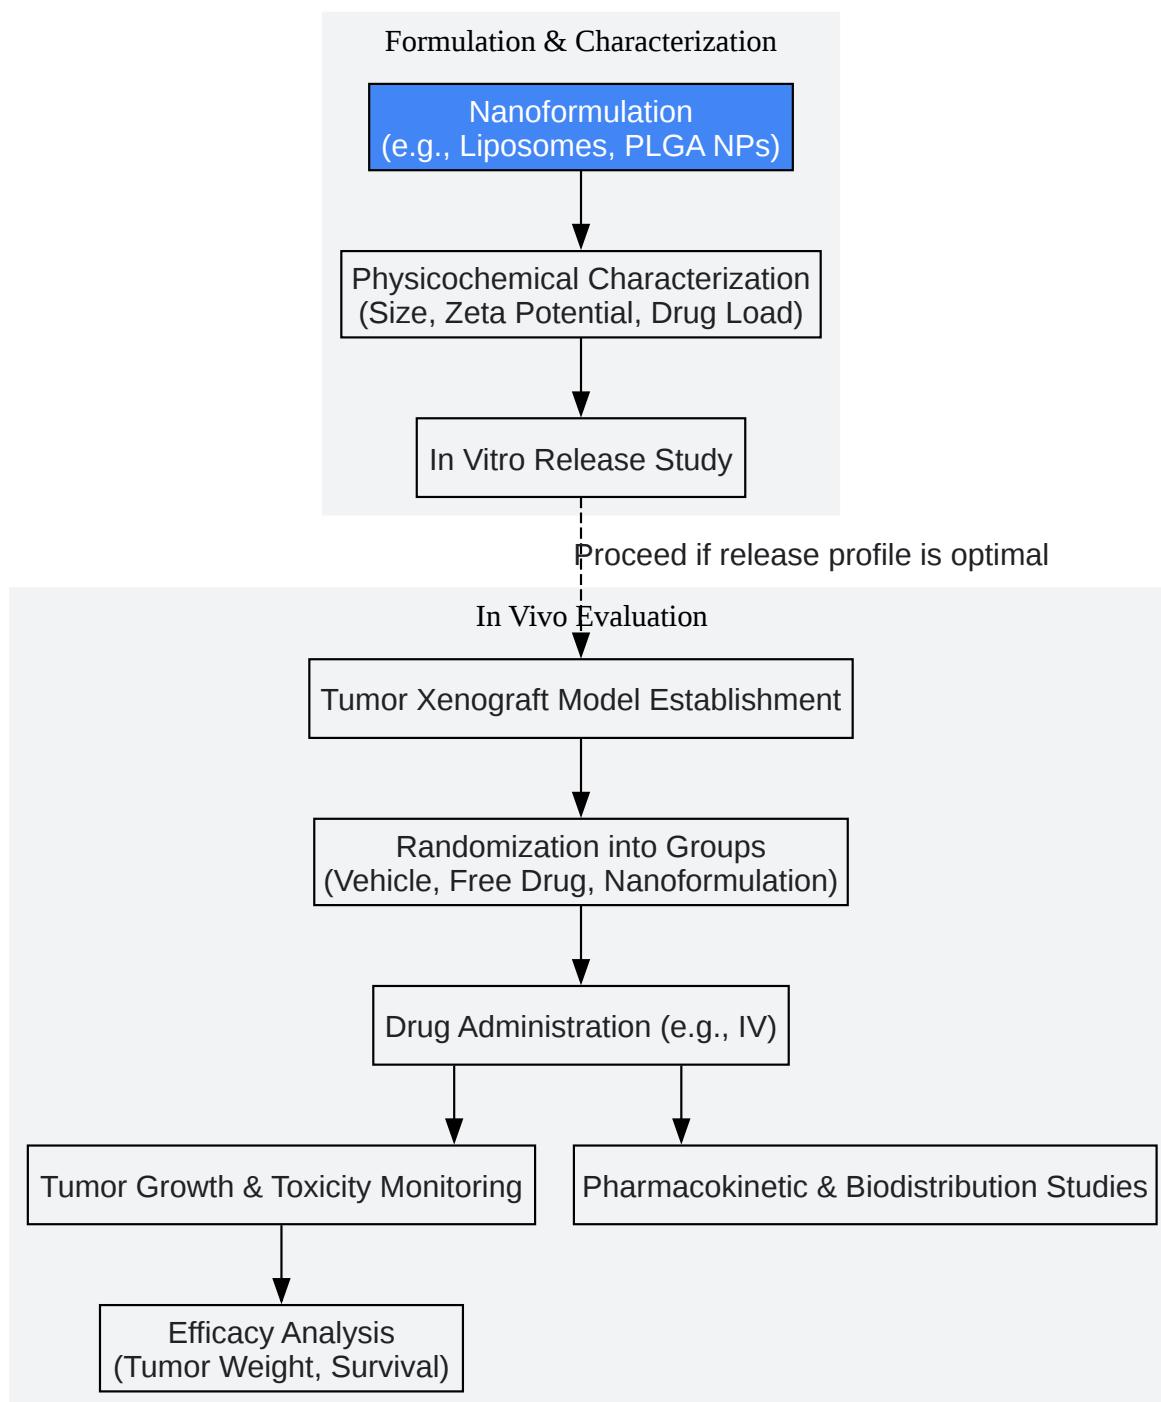 Formulation & Characterization
Nanoformulation
(e.g., Liposomes, PLGA NPs)
Physicochemical Characterization
(Size, Zeta Potential, Drug Load)
In Vitro Release Study
Proceed if release profile is optimal
In Vivo Evaluation
Tumor Xenograft Model Establishment
Randomization into Groups
(Vehicle, Free Drug, Nanoformulation)
Drug Administration (e.g., IV)
Tumor Growth & Toxicity Monitoring
Pharmacokinetic & Biodistribution Studies
Efficacy Analysis
(Tumor Weight, Survival)